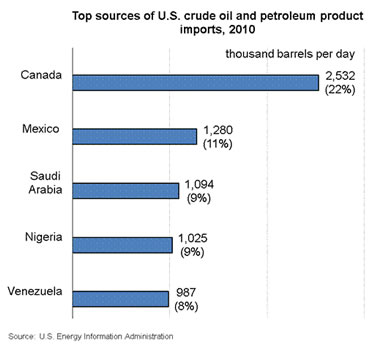 Top sources of U.S. crude oil and petroleum product
imports, 2010
thousand barrels per day
Canada
2,532
(22%)
Mexico
1,280
(11%)
Saudi
Arabia
1,094
(9%)
Nigeria
1,025
(9%)
Venezuela
987
(8%)
Source: U.S. Energy Information Administration